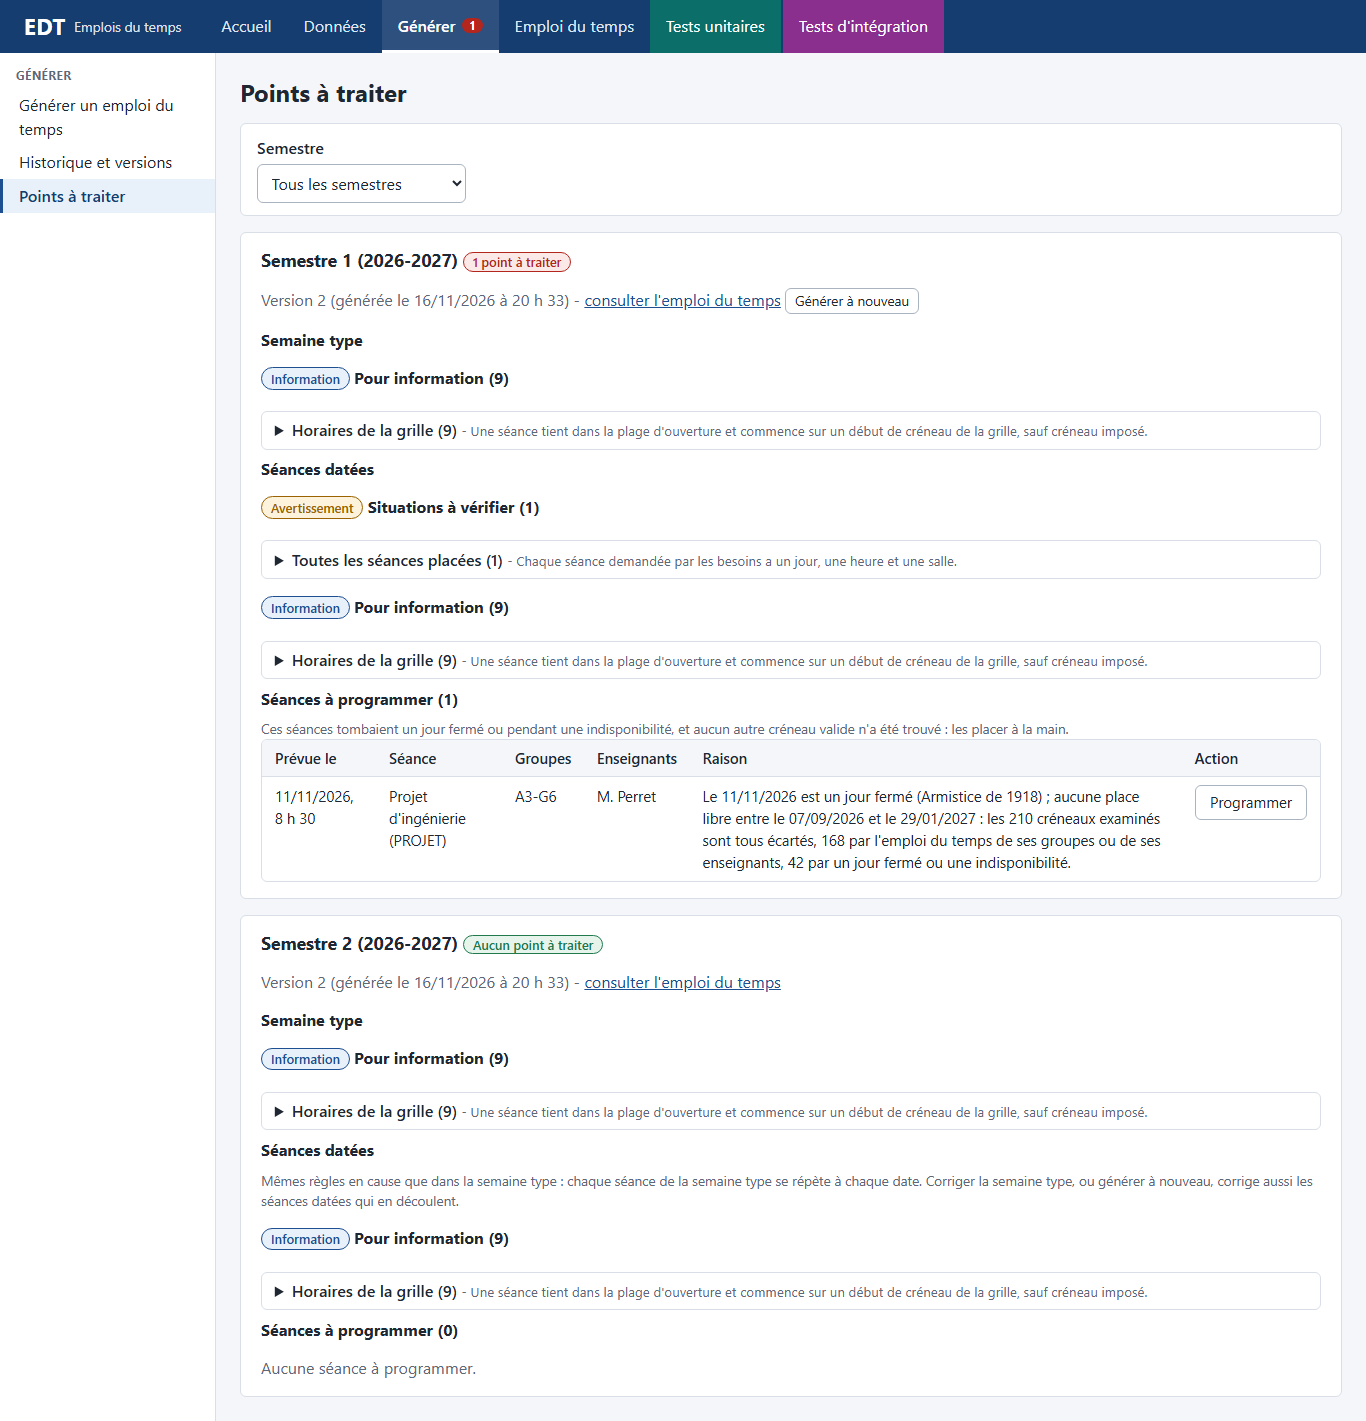 EDT Emplois du temps Accueil Données Générer 1 Emploi du temps Tests unitaires Tests d'intégration
GÉNÉRER
Générer un emploi du
temps
Historique et versions
Points à traiter
Points à traiter
Semestre
Tous les semestres
Semestre 1 (2026-2027) 1 point à traiter
Version 2 (générée le 16/11/2026 à 20 h 33) - consulter l'emploi du temps Générer à nouveau
Semaine type
Information Pour information (9)
Horaires de la grille (9) - Une séance tient dans la plage d'ouverture et commence sur un début de créneau de la grille, sauf créneau imposé.
Séances datées
Avertissement Situations à vérifier (1)
Toutes les séances placées (1) - Chaque séance demandée par les besoins a un jour, une heure et une salle.
Information Pour information (9)
Horaires de la grille (9) - Une séance tient dans la plage d'ouverture et commence sur un début de créneau de la grille, sauf créneau imposé.
Séances à programmer (1)
Ces séances tombaient un jour fermé ou pendant une indisponibilité, et aucun autre créneau valide n'a été trouvé : les placer à la main.
Prévue le Séance Groupes Enseignants Raison Action
11/11/2026, Projet A3-G6 M. Perret Le 11/11/2026 est un jour fermé (Armistice de 1918) ; aucune place Programmer
8 h 30 d'ingénierie libre entre le 07/09/2026 et le 29/01/2027 : les 210 créneaux examinés
(PROJET) sont tous écartés, 168 par l'emploi du temps de ses groupes ou de ses
enseignants, 42 par un jour fermé ou une indisponibilité.
Semestre 2 (2026-2027) Aucun point à traiter
Version 2 (générée le 16/11/2026 à 20 h 33) - consulter l'emploi du temps
Semaine type
Information Pour information (9)
Horaires de la grille (9) - Une séance tient dans la plage d'ouverture et commence sur un début de créneau de la grille, sauf créneau imposé.
Séances datées
Mêmes règles en cause que dans la semaine type : chaque séance de la semaine type se répète à chaque date. Corriger la semaine type, ou générer à nouveau, corrige aussi les
séances datées qui en découlent.
Information Pour information (9)
Horaires de la grille (9) - Une séance tient dans la plage d'ouverture et commence sur un début de créneau de la grille, sauf créneau imposé.
Séances à programmer (0)
Aucune séance à programmer.